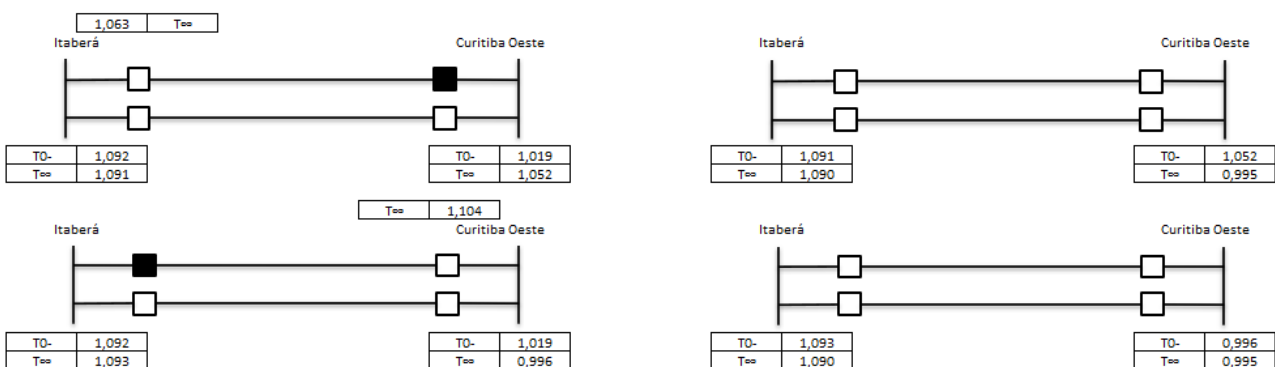 1,063 T∞
Itaberá Curitiba Oeste
T0- 1,092 T0- 1,019
T∞ 1,091 T∞ 1,052
Itaberá Curitiba Oeste
T0- 1,091 T0- 1,052
T∞ 1,090 T∞ 0,995
T∞ 1,104
Itaberá Curitiba Oeste
T0- 1,092 T0- 1,019
T∞ 1,093 T∞ 0,996
Itaberá Curitiba Oeste
T0- 1,093 T0- 0,996
T∞ 1,090 T∞ 0,995